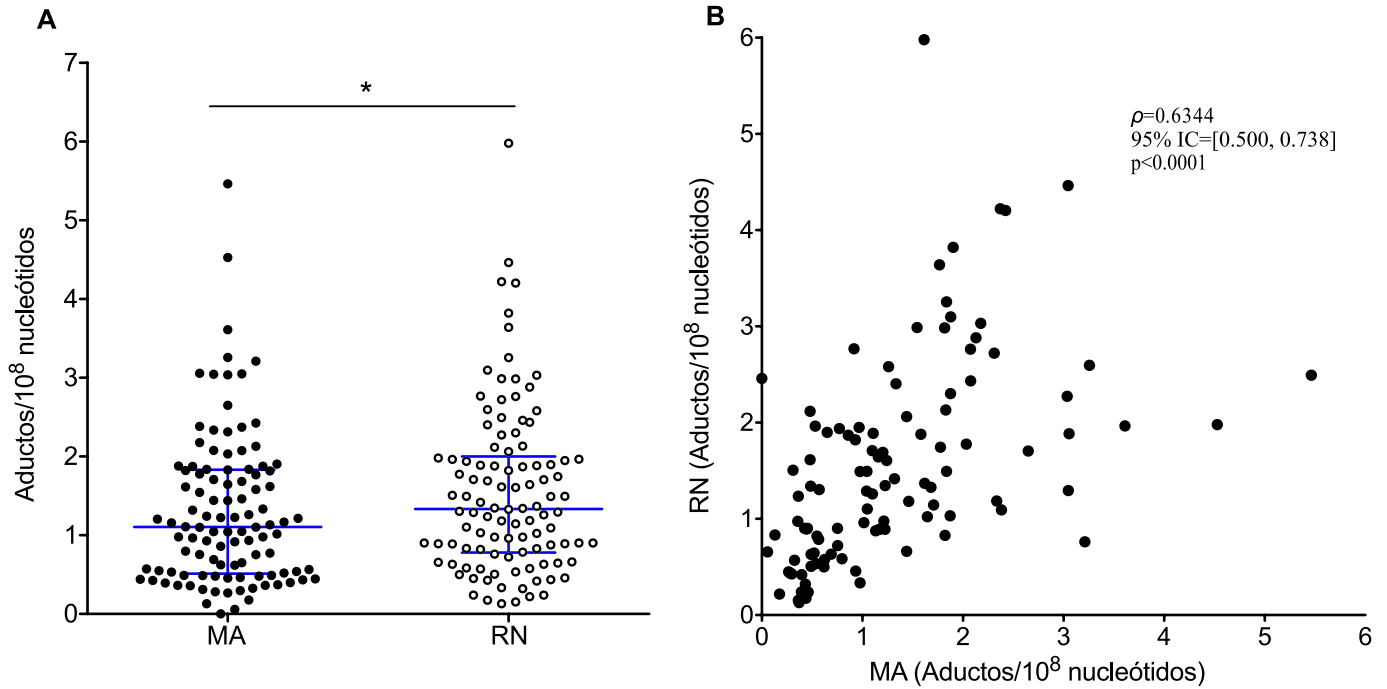 A
Aductos/10⁸ nucleótidos
7
6
5
4
3
2
1
0
*
MA
RN
B
RN (Aductos/10⁸ nucleótidos)
6
5
4
3
2
1
0
ρ=0.6344
95% IC=[0.500, 0.738]
p<0.0001
0 1 2 3 4 5 6
MA (Aductos/10⁸ nucleótidos)